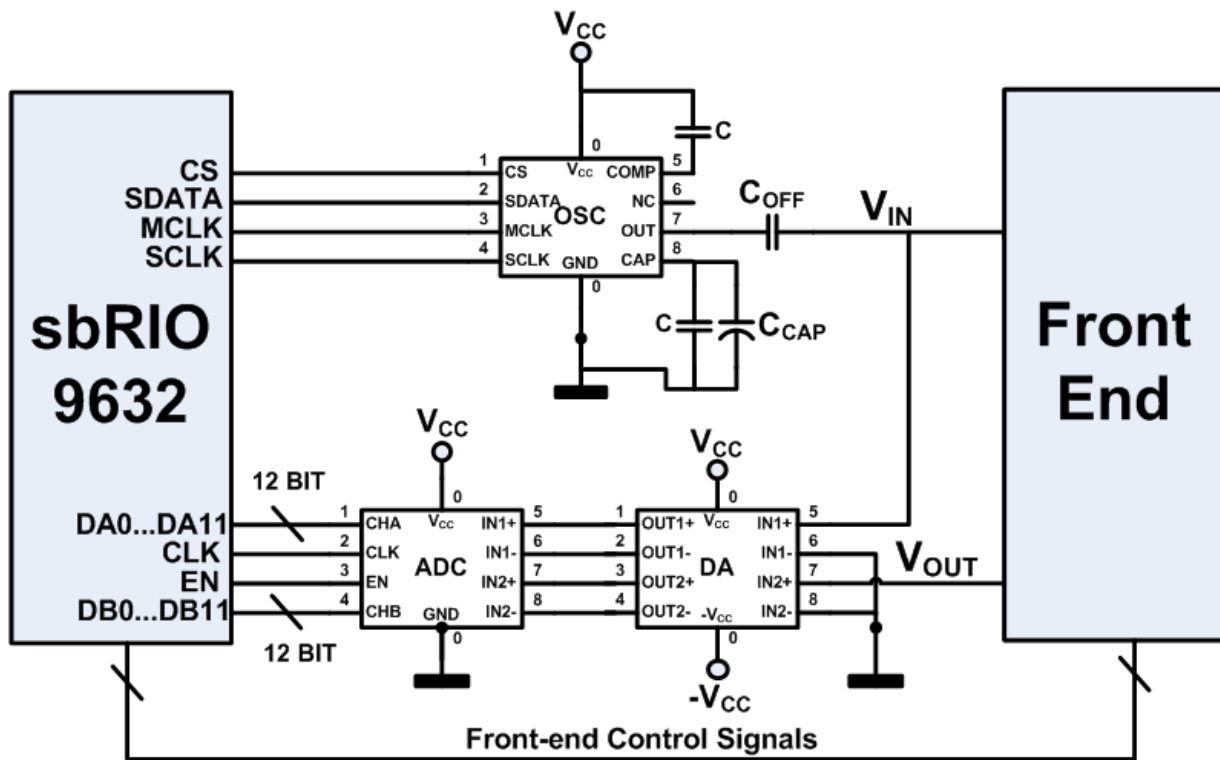 VCC
C
0
1 CS VCC COMP 5
2 SDATA NC 6
OSC
3 MCLK OUT 7
4 SCLK GND CAP 8
0
CS
SDATA
MCLK
SCLK
sbRIO
9632
COFF
VIN
C
CCAP
Front
End
VCC
VCC
12 BIT
0
0
DA0...DA11
CLK
EN
DB0...DB11
1 CHA VCC IN1+ 5
2 CLK IN1- 6
ADC
3 EN IN2+ 7
4 CHB GND IN2- 8
0
12 BIT
1 OUT1+ VCC IN1+ 5
2 OUT1- IN1- 6
DA
3 OUT2+ IN2+ 7
4 OUT2- -VCC IN2- 8
0
VOUT
-VCC
Front-end Control Signals